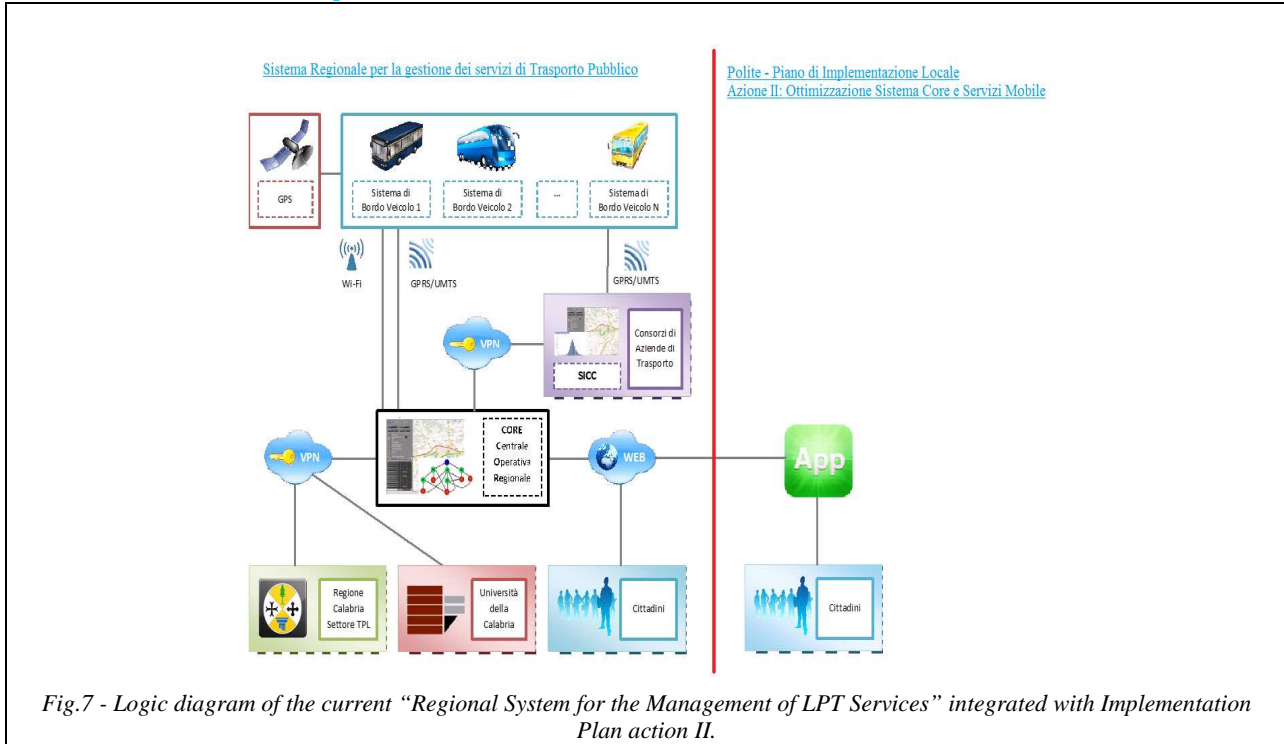 Sistema Regionale per la gestione dei servizi di Trasporto Pubblico
Polite - Piano di Implementazione Locale
Azione II: Ottimizzazione Sistema Core e Servizi Mobile
GPS
Sistema di
Bordo Veicolo 1
Sistema di
Bordo Veicolo 2
...
Sistema di
Bordo Veicolo N
Wi-Fi
GPRS/UMTS
GPRS/UMTS
VPN
SICC
Consorzi di
Aziende di
Trasporto
VPN
CORE
Centrale
Operativa
Regionale
WEB
App
Regione
Calabria
Settore TPL
Università
della
Calabria
Cittadini
Cittadini
Fig.7 - Logic diagram of the current “Regional System for the Management of LPT Services” integrated with Implementation
Plan action II.